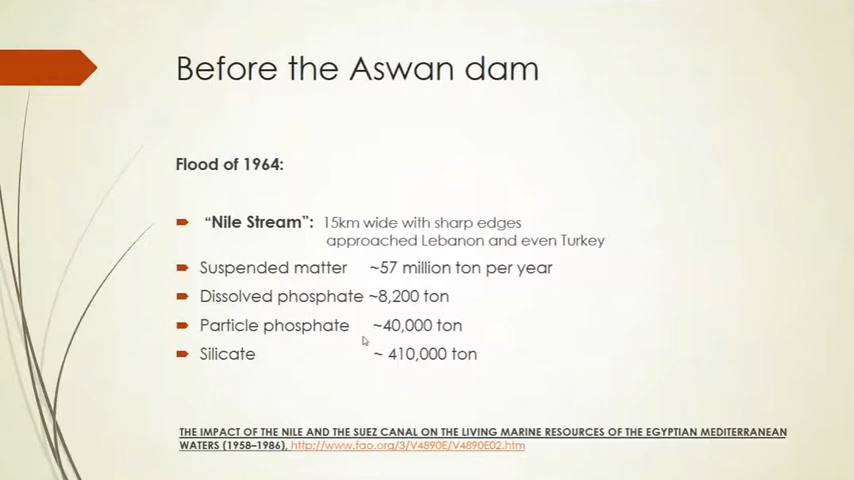 Before the Aswan dam
Flood of 1964:
"Nile Stream": 15km wide with sharp edges
approached Lebanon and even Turkey
Suspended matter ~57 million ton per year
Dissolved phosphate ~8,200 ton
Particle phosphate ~40,000 ton
Silicate ~ 410,000 ton
THE IMPACT OF THE NILE AND THE SUEZ CANAL ON THE LIVING MARINE RESOURCES OF THE EGYPTIAN MEDITERRANEAN
WATERS (1958–1986), http://www.fao.org/3/V4890E/V4890E02.htm